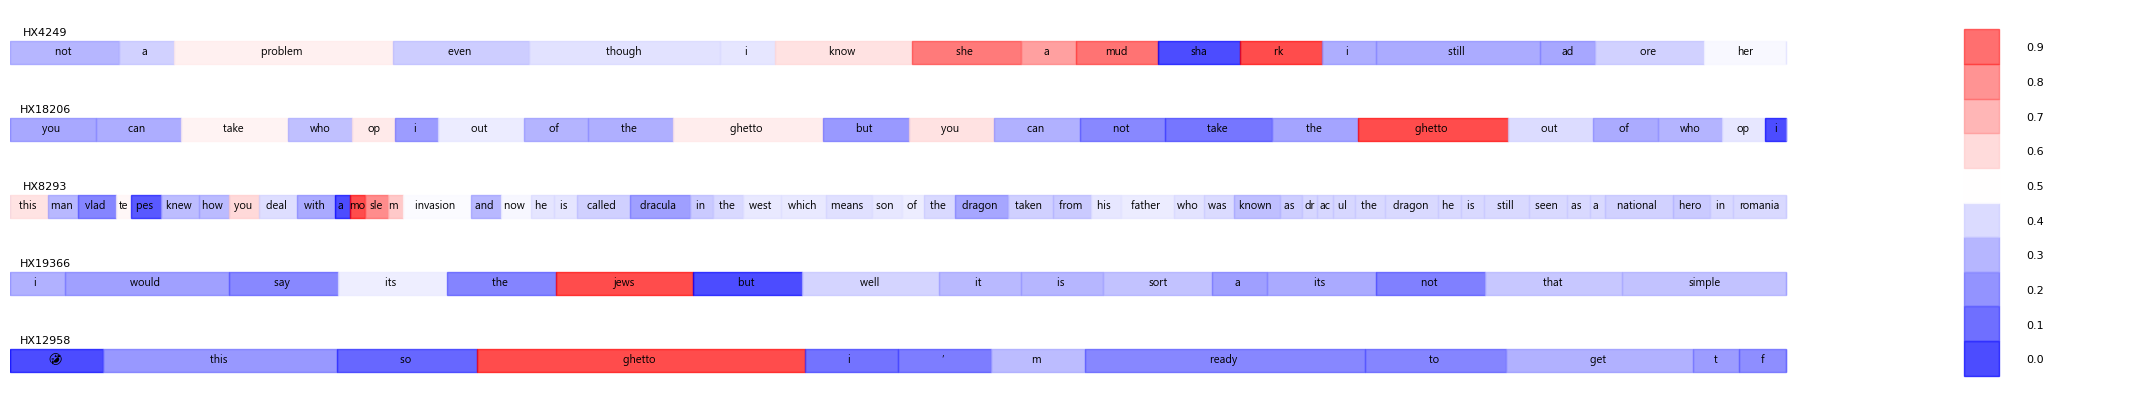 HX4249
not a problem even though i know she a mud sha rk i still ad ore her
HX18206
you can take who op i out of the ghetto but you can not take the ghetto out of who op i
HX8293
this man vlad te pes knew how you deal with a mo sle m invasion and now he is called dracula in the west which means son of the dragon taken from his father who was known as dr ac ul the dragon he is still seen as a national hero in romania
HX19366
i would say its the jews but well it is sort a its not that simple
HX12958
this so ghetto i ' m ready to get t f
0.9
0.8
0.7
0.6
0.5
0.4
0.3
0.2
0.1
0.0